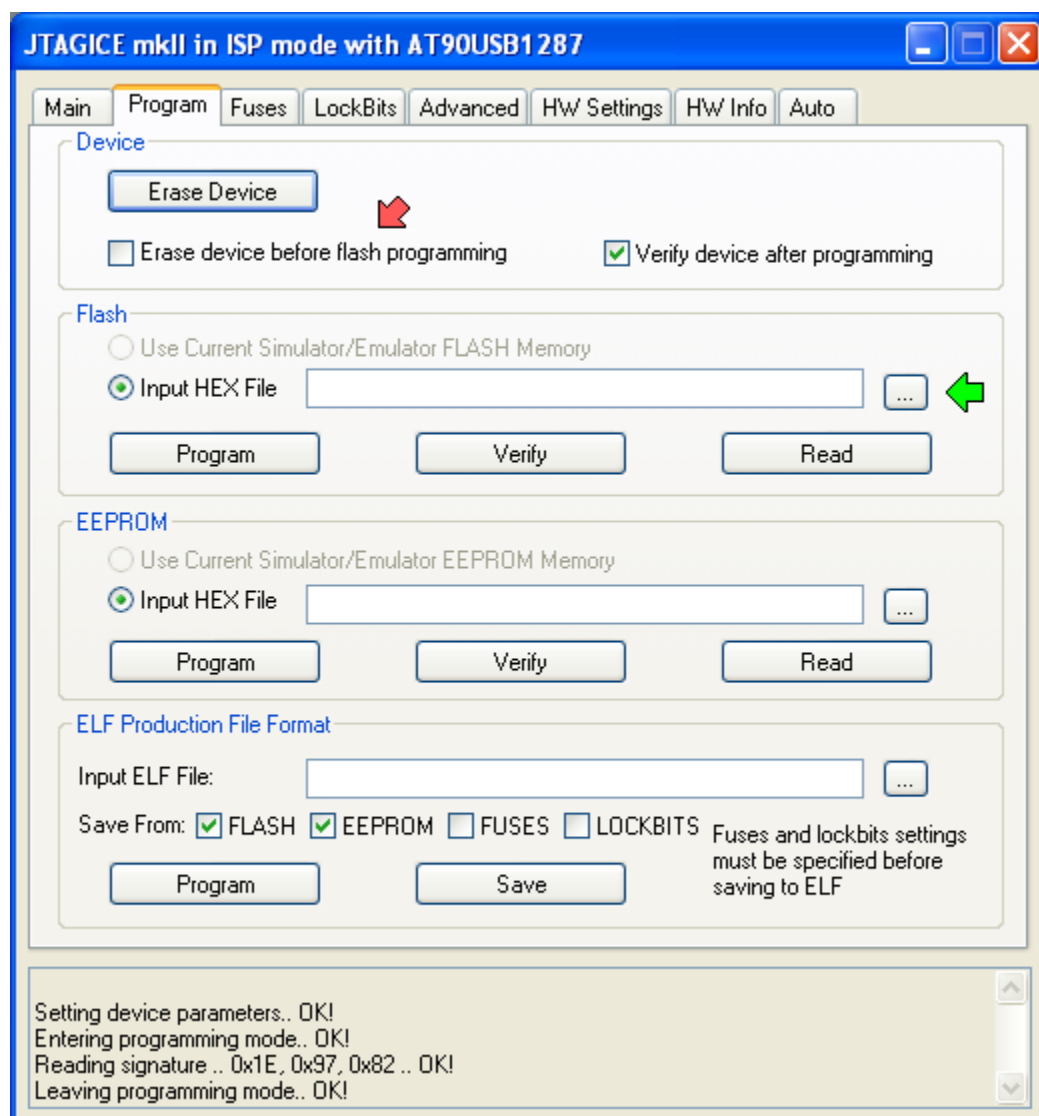 JTAGICE mkII in ISP mode with AT90USB1287
Main Program Fuses LockBits Advanced HW Settings HW Info Auto
Device
Erase Device
Erase device before flash programming Verify device after programming
Flash
Use Current Simulator/Emulator FLASH Memory
Input HEX File ...
Program Verify Read
EEPROM
Use Current Simulator/Emulator EEPROM Memory
Input HEX File ...
Program Verify Read
ELF Production File Format
Input ELF File: ...
Save From: FLASH EEPROM FUSES LOCKBITS
Fuses and lockbits settings
must be specified before
saving to ELF
Program Save
Setting device parameters.. OK!
Entering programming mode.. OK!
Reading signature .. 0x1E, 0x97, 0x82 .. OK!
Leaving programming mode.. OK!